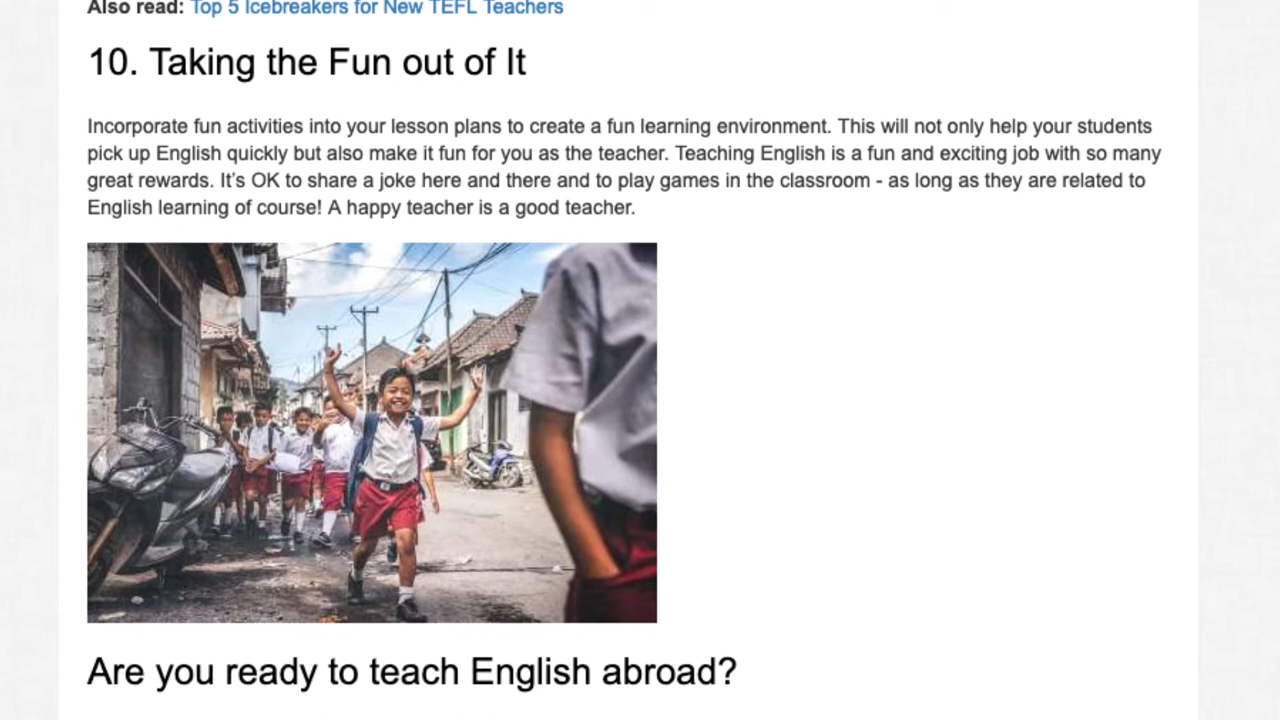 Also read: Top 5 Icebreakers for New TEFL Teachers
10. Taking the Fun out of It
Incorporate fun activities into your lesson plans to create a fun learning environment. This will not only help your students
pick up English quickly but also make it fun for you as the teacher. Teaching English is a fun and exciting job with so many
great rewards. It’s OK to share a joke here and there and to play games in the classroom - as long as they are related to
English learning of course! A happy teacher is a good teacher.
Are you ready to teach English abroad?